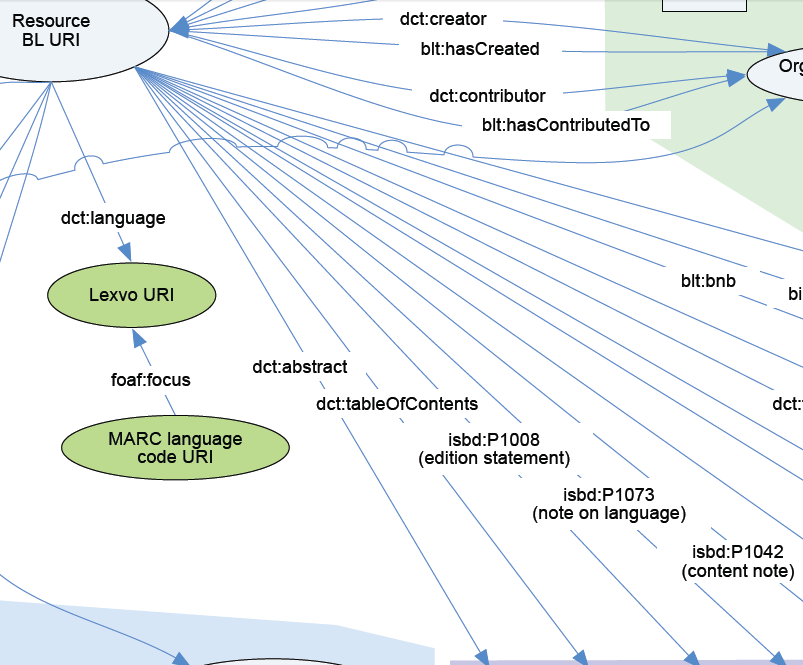 Resource
BL URI
dct:creator
blt:hasCreated
dct:contributor
blt:hasContributedTo
Org
dct:language
Lexvo URI
foaf:focus
MARC language
code URI
dct:abstract
dct:tableOfContents
isbd:P1008
(edition statement)
isbd:P1073
(note on language)
isbd:P1042
(content note)
blt:bnb
bi
dct: